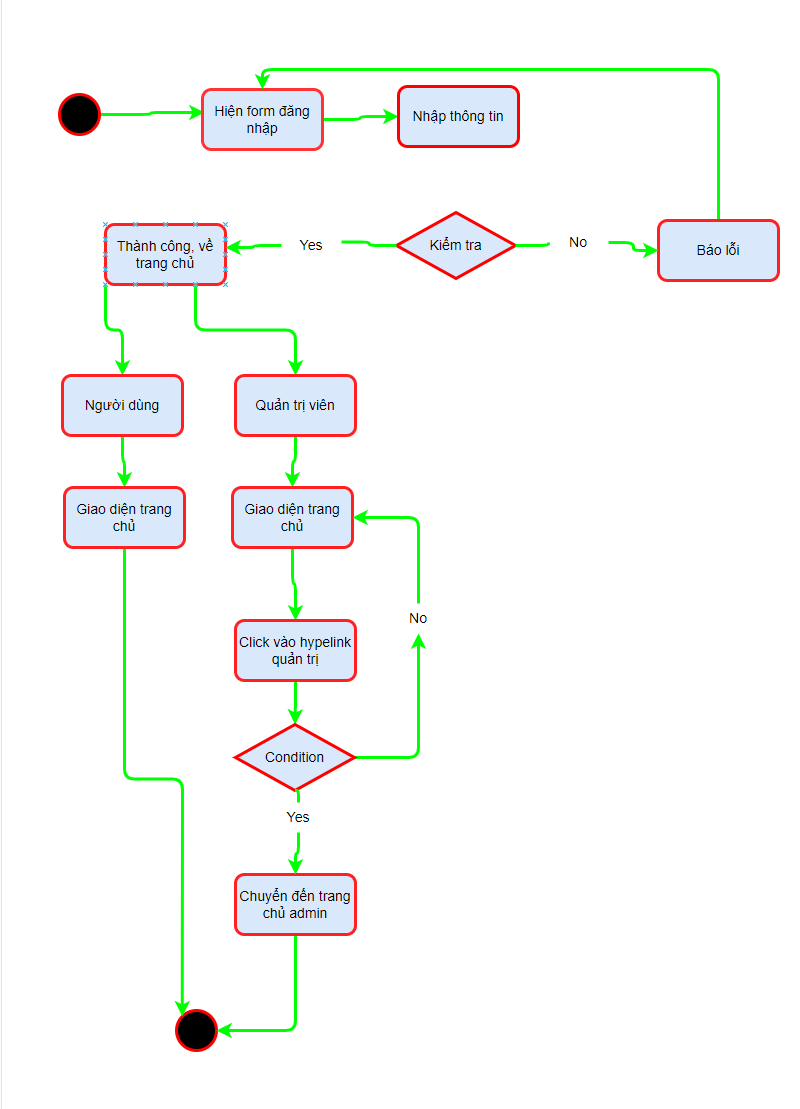 Hiện form đăng
nhập
Nhập thông tin
Thành công, về
trang chủ
Yes
Kiểm tra
No
Báo lỗi
Người dùng
Quản trị viên
Giao diện trang
chủ
Giao diện trang
chủ
No
Click vào hypelink
quản trị
Condition
Yes
Chuyển đến trang
chủ admin